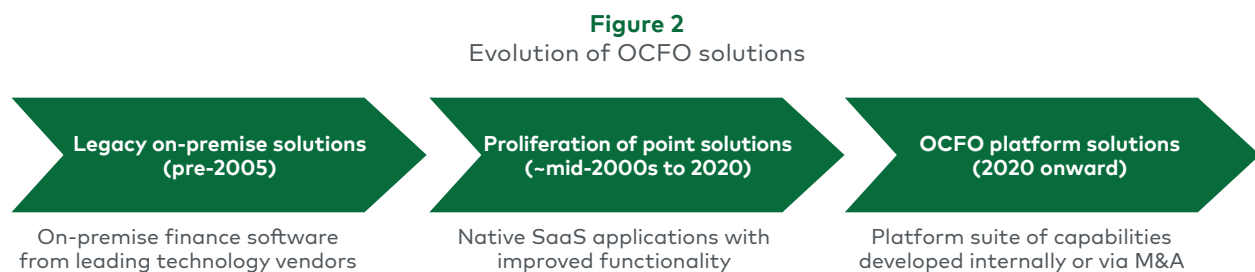 Figure 2
Evolution of OCFO solutions
Legacy on-premise solutions
(pre-2005)
Proliferation of point solutions
(~mid-2000s to 2020)
OCFO platform solutions
(2020 onward)
On-premise finance software
from leading technology vendors
Native SaaS applications with
improved functionality
Platform suite of capabilities
developed internally or via M&A